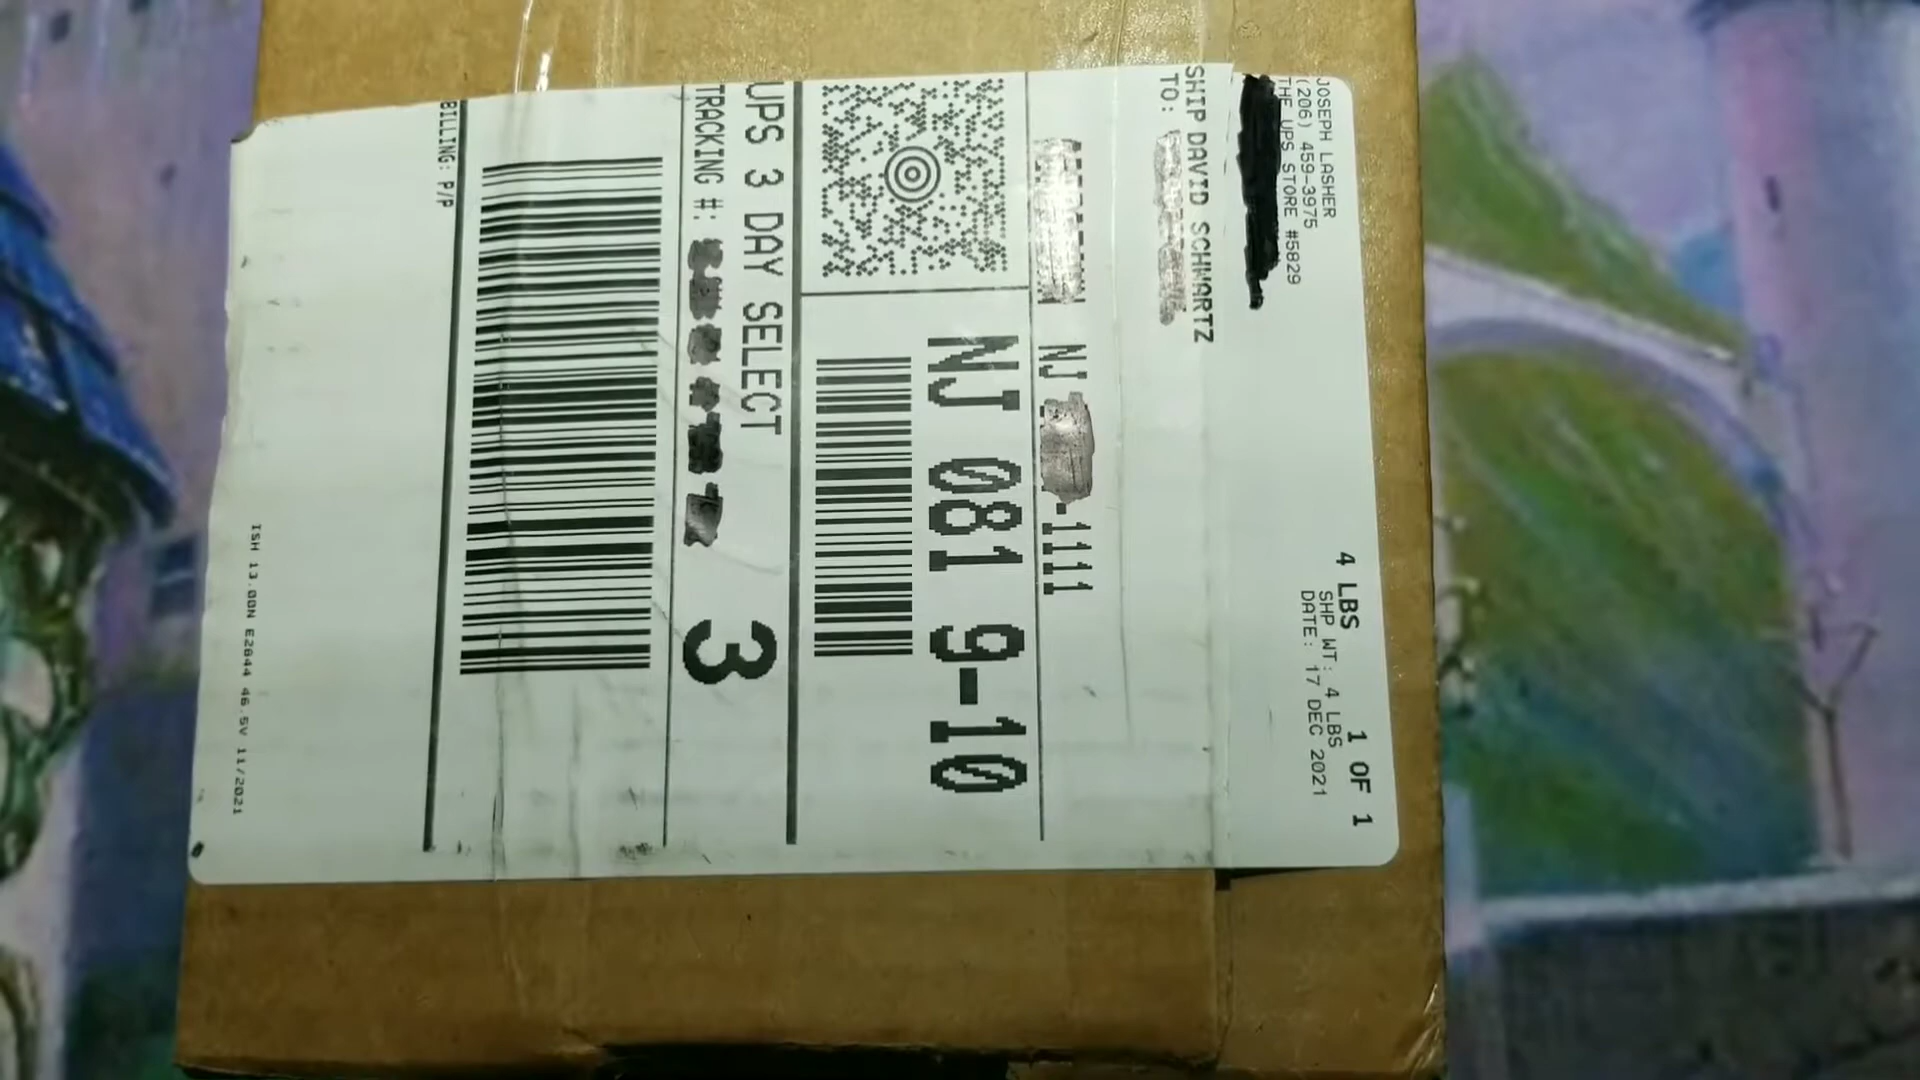 JOSEPH LASHER
(206) 459-3975
THE UPS STORE #5829
4 LBS
1 OF 1
SHP WT: 4 LBS
DATE: 17 DEC 2021
SHIP DAVID SCHWARTZ
TO:
NJ -1111
NJ 081 9-10
UPS 3 DAY SELECT
TRACKING #:
3
BILLING: P/P
ISH 13.00N E2844 46.5V 11/2021